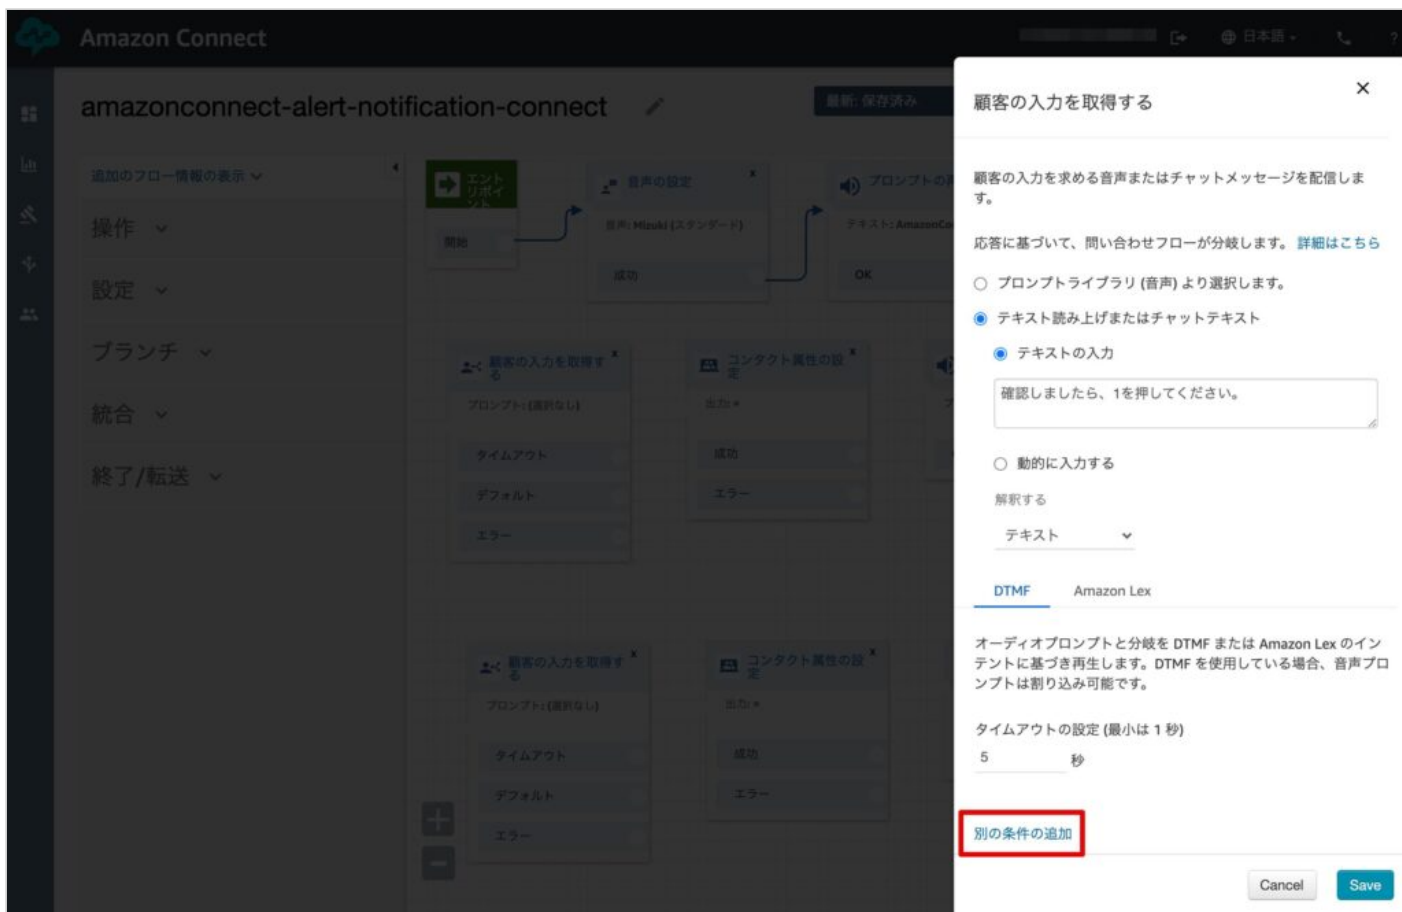 Amazon Connect
日本語
?
amazonconnect-alert-notification-connect
最新: 保存済み
追加のフロー情報の表示
操作
設定
ブランチ
統合
終了/転送
エント
リポイ
ント
開始
音声の設定
音声: Mizuki (スタンダード)
成功
プロンプトの再
テキスト: AmazonCo
OK
顧客の入力を取得す
る
プロンプト: (選択なし)
タイムアウト
デフォルト
エラー
コンタクト属性の設
定
出力: =
成功
エラー
プ
顧客の入力を取得す
る
プロンプト: (選択なし)
タイムアウト
デフォルト
エラー
コンタクト属性の設
定
出力: =
成功
エラー
顧客の入力を取得する
顧客の入力を求める音声またはチャットメッセージを配信しま
す。
応答に基づいて、問い合わせフローが分岐します。 詳細はこちら
プロンプトライブラリ (音声) より選択します。
テキスト読み上げまたはチャットテキスト
テキストの入力
確認しましたら、1を押してください。
動的に入力する
解釈する
テキスト
DTMF Amazon Lex
オーディオプロンプトと分岐を DTMF または Amazon Lex のイン
テントに基づき再生します。DTMF を使用している場合、音声プロ
ンプトは割り込み可能です。
タイムアウトの設定 (最小は 1 秒)
5 秒
別の条件の追加
Cancel Save